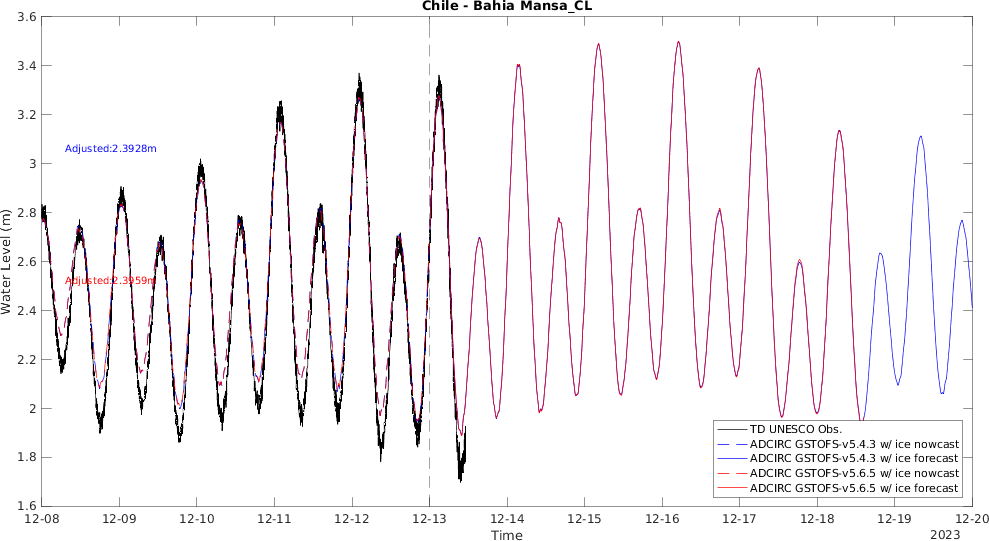 Chile - Bahia Mansa_CL
3.6
3.4
3.2
3
2.8
2.6
2.4
2.2
2
1.8
1.6
Water Level (m)
Adjusted:2.3928m
Adjusted:2.3959m
TD UNESCO Obs.
ADCIRC GSTOFS-v5.4.3 w/ ice nowcast
ADCIRC GSTOFS-v5.4.3 w/ ice forecast
ADCIRC GSTOFS-v5.6.5 w/ ice nowcast
ADCIRC GSTOFS-v5.6.5 w/ ice forecast
12-08 12-09 12-10 12-11 12-12 12-13 12-14 12-15 12-16 12-17 12-18 12-19 12-20
Time
2023